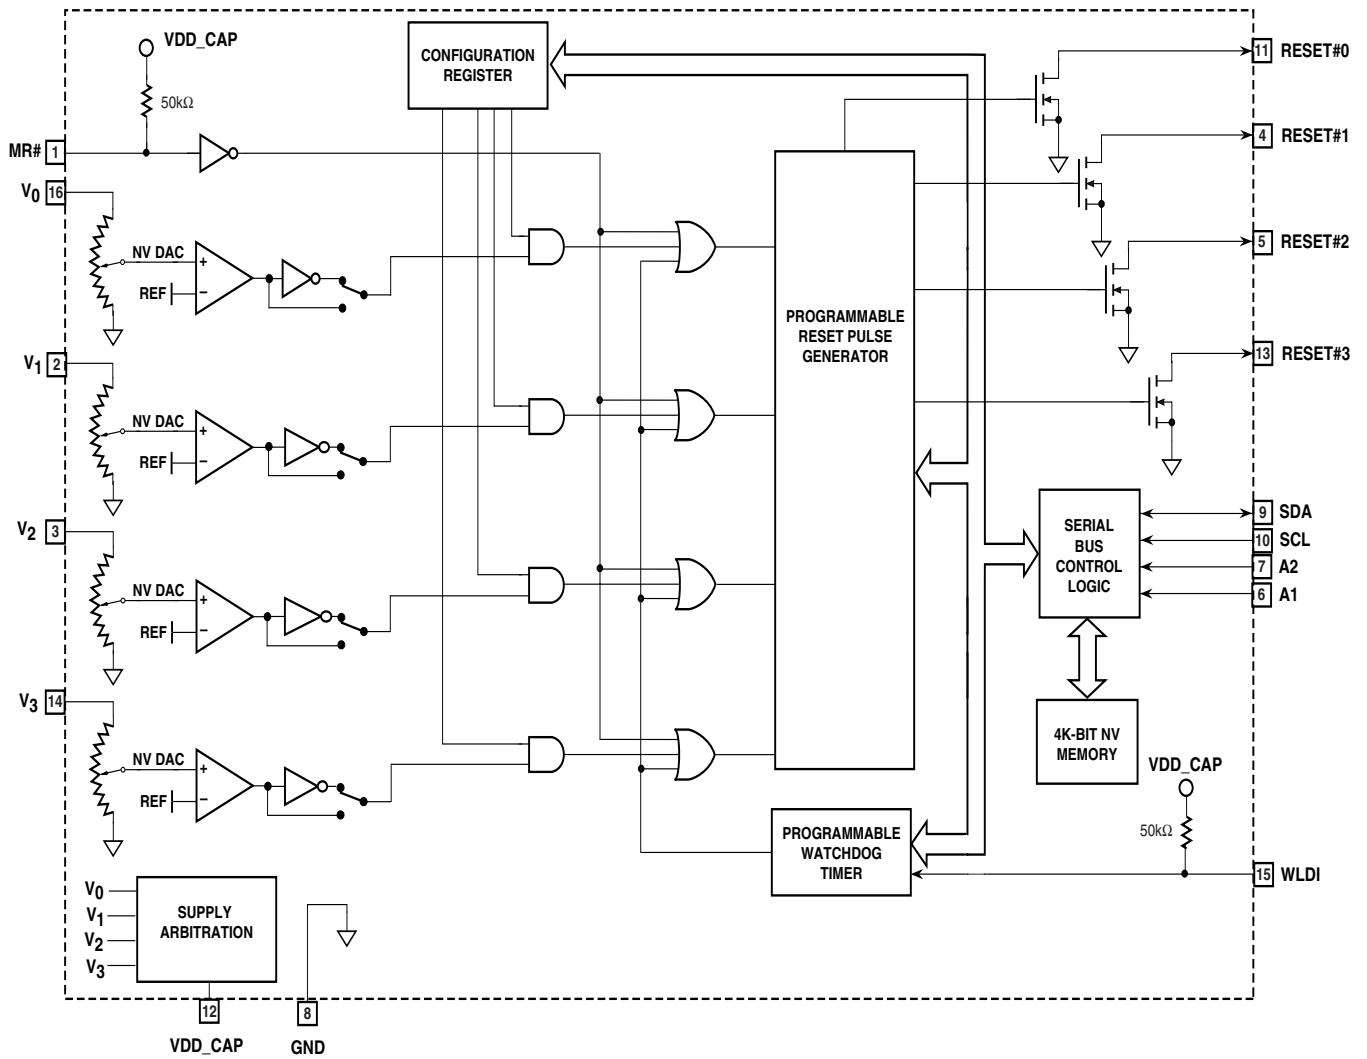 VDD_CAP
50kΩ
MR# 1
CONFIGURATION
REGISTER
11 RESET#0
4 RESET#1
5 RESET#2
13 RESET#3
V0 16
NV DAC
+
REF
−
V1 2
NV DAC
+
REF
−
V2 3
NV DAC
+
REF
−
V3 14
NV DAC
+
REF
−
PROGRAMMABLE
RESET PULSE
GENERATOR
SERIAL
BUS
CONTROL
LOGIC
9 SDA
10 SCL
7 A2
6 A1
4K-BIT NV
MEMORY
VDD_CAP
50kΩ
PROGRAMMABLE
WATCHDOG
TIMER
15 WLDI
V0
V1
V2
V3
SUPPLY
ARBITRATION
12
VDD_CAP
8
GND